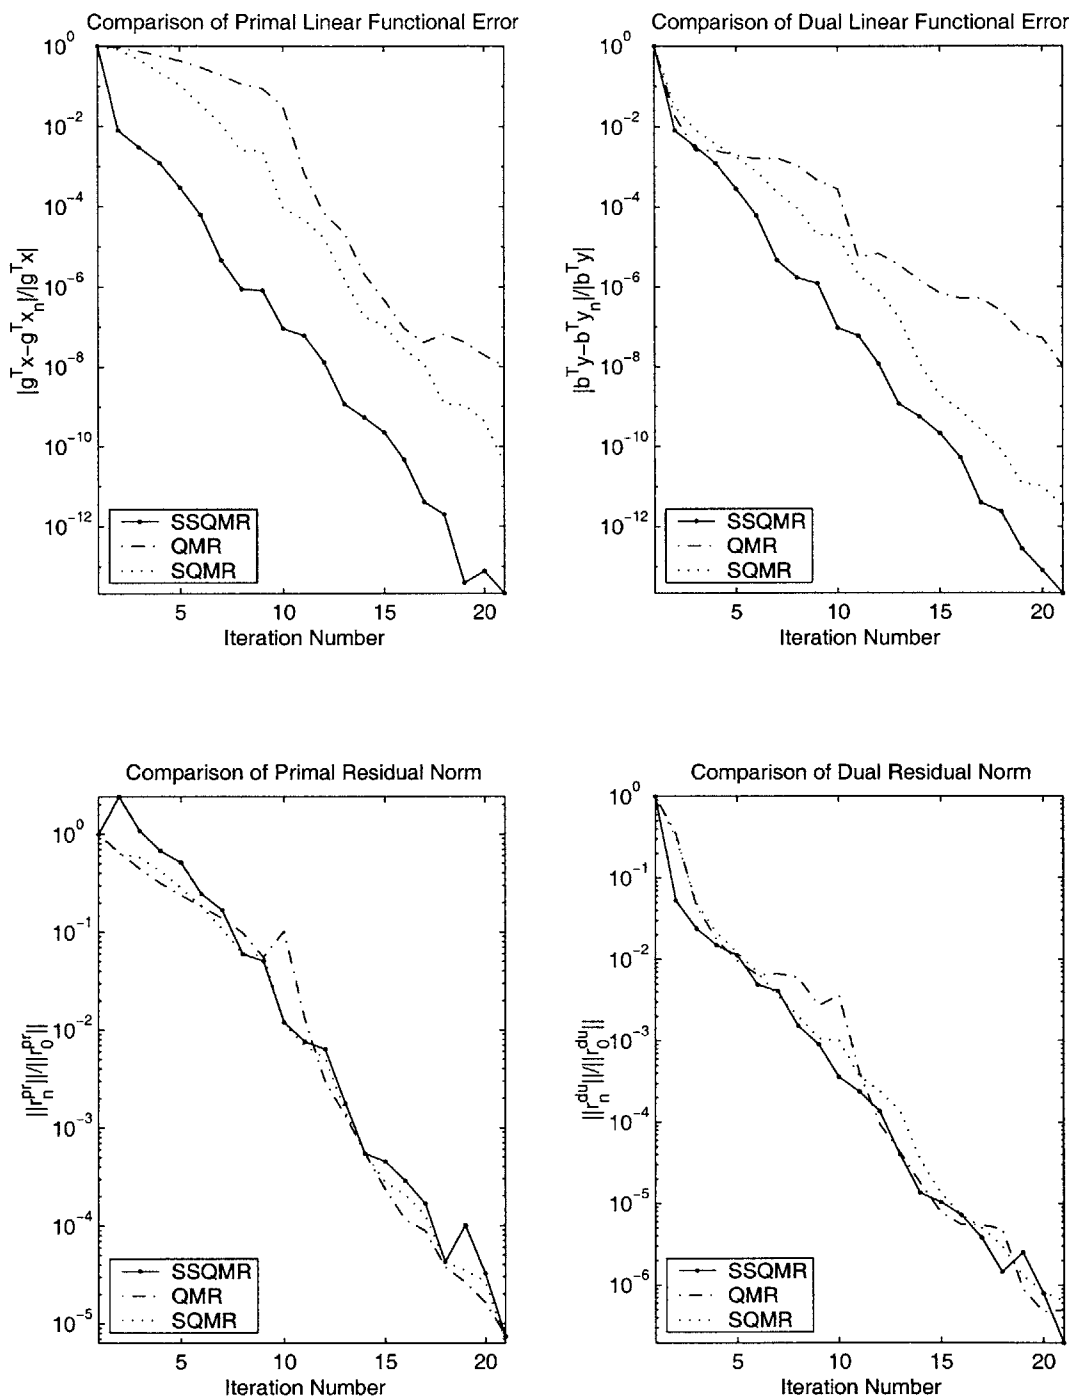 Comparison of Primal Linear Functional Error
10^0
10^-2
10^-4
10^-6
10^-8
10^-10
10^-12
|g^T x-g^T x_n|/|g^T x|
SSQMR
QMR
SQMR
5
10
15
20
Iteration Number
Comparison of Dual Linear Functional Error
10^0
10^-2
10^-4
10^-6
10^-8
10^-10
10^-12
|b^T y-b^T y_n|/|b^T y|
SSQMR
QMR
SQMR
5
10
15
20
Iteration Number
Comparison of Primal Residual Norm
10^0
10^-1
10^-2
10^-3
10^-4
10^-5
||r_n^pr||/||r_0^pr||
SSQMR
QMR
SQMR
5
10
15
20
Iteration Number
Comparison of Dual Residual Norm
10^0
10^-1
10^-2
10^-3
10^-4
10^-5
10^-6
||r_n^du||/||r_0^du||
SSQMR
QMR
SQMR
5
10
15
20
Iteration Number